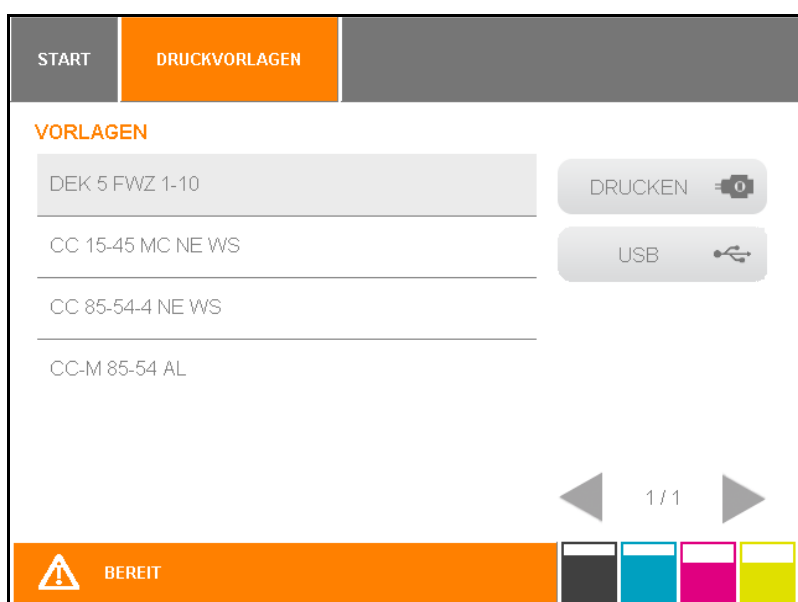 START
DRUCKVORLAGEN
VORLAGEN
DEK 5 FWZ 1-10
DRUCKEN
CC 15-45 MC NE WS
USB
CC 85-54-4 NE WS
CC-M 85-54 AL
1 / 1
BEREIT